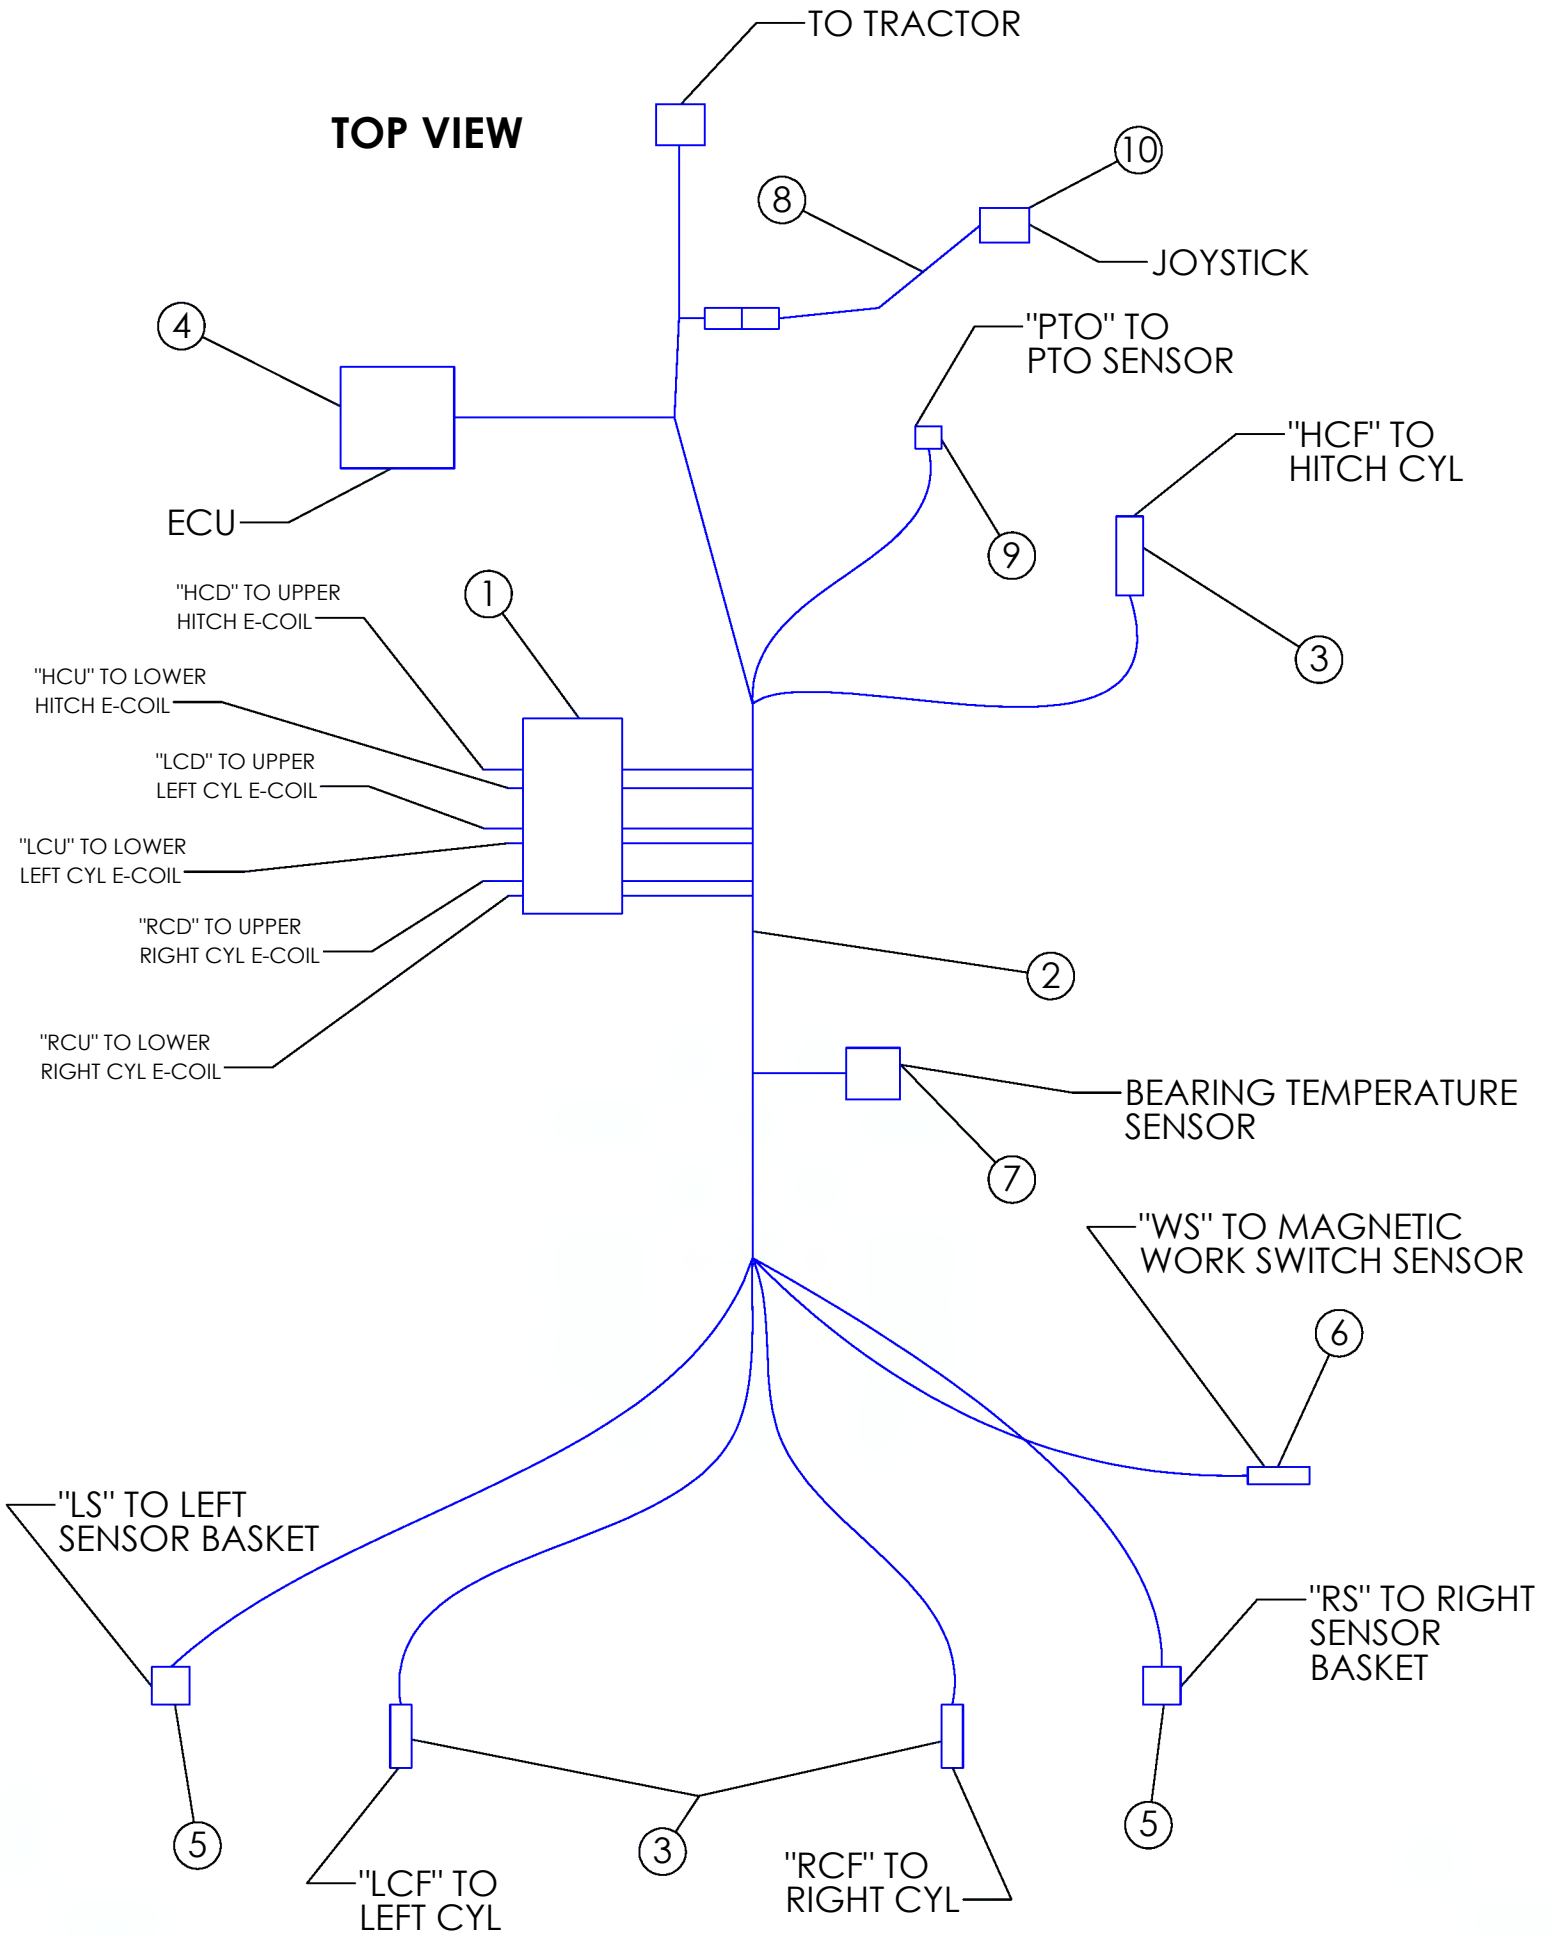 TO TRACTOR
TOP VIEW
10
8
JOYSTICK
4
"PTO" TO
PTO SENSOR
"HCF" TO
HITCH CYL
ECU
9
"HCD" TO UPPER
HITCH E-COIL
1
3
"HCU" TO LOWER
HITCH E-COIL
"LCD" TO UPPER
LEFT CYL E-COIL
"LCU" TO LOWER
LEFT CYL E-COIL
"RCD" TO UPPER
RIGHT CYL E-COIL
2
"RCU" TO LOWER
RIGHT CYL E-COIL
BEARING TEMPERATURE
SENSOR
7
"WS" TO MAGNETIC
WORK SWITCH SENSOR
6
"LS" TO LEFT
SENSOR BASKET
"RS" TO RIGHT
SENSOR
BASKET
5
3
5
"LCF" TO
LEFT CYL
"RCF" TO
RIGHT CYL